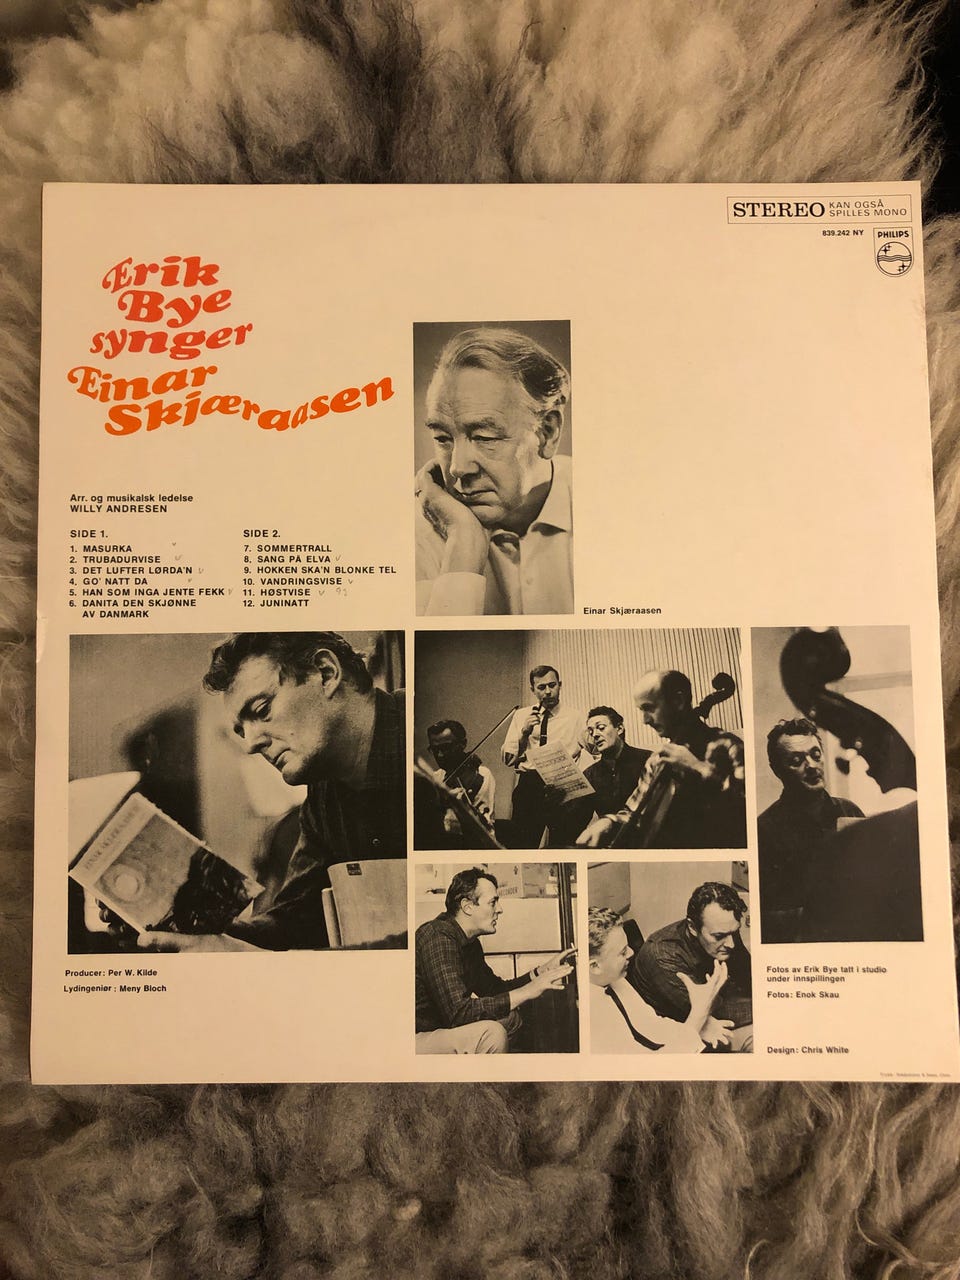 STEREO KAN OGSÅ
SPILLES MONO
839.242 NY
PHILIPS
Erik
Bye
synger
Einar
Skjæraasen
Arr. og musikalsk ledelse
WILLY ANDRESEN
SIDE 1.
1. MASURKA
2. TRUBADURVISE
3. DET LUFTER LØRDA'N
4. GO' NATT DA
5. HAN SOM INGA JENTE FEKK
6. DANITA DEN SKJØNNE
AV DANMARK
SIDE 2.
7. SOMMERTRALL
8. SANG PÅ ELVA
9. HOKKEN SKA'N BLONKE TEL
10. VANDRINGSVISE
11. HØSTVISE
12. JUNINATT
Einar Skjæraasen
Producer: Per W. Kilde
Lydingeniør: Meny Bloch
Fotos av Erik Bye tatt i studio
under innspillingen
Fotos: Enok Skau
Design: Chris White